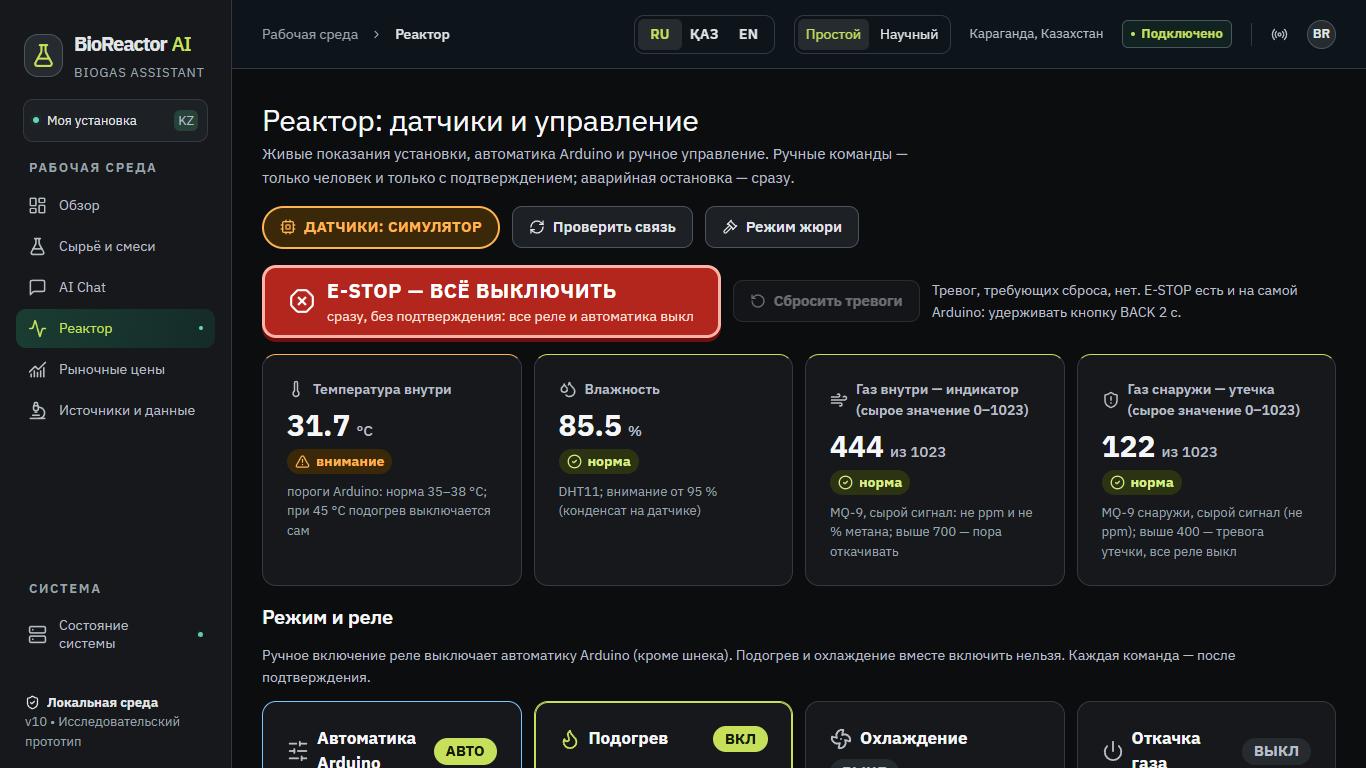 BioReactor AI
BIOGAS ASSISTANT
Моя установка KZ
РАБОЧАЯ СРЕДА
Обзор
Сырьё и смеси
AI Chat
Реактор
Рыночные цены
Источники и данные
СИСТЕМА
Состояние
системы
Локальная среда
v10 • Исследовательский
прототип
Рабочая среда > Реактор
RU ҚАЗ EN
Простой Научный
Караганда, Казахстан
• Подключено
BR
Реактор: датчики и управление
Живые показания установки, автоматика Arduino и ручное управление. Ручные команды —
только человек и только с подтверждением; аварийная остановка — сразу.
ДАТЧИКИ: СИМУЛЯТОР
Проверить связь
Режим жюри
E-STOP — ВСЁ ВЫКЛЮЧИТЬ
сразу, без подтверждения: все реле и автоматика выкл
Сбросить тревоги
Тревог, требующих сброса, нет. E-STOP есть и на самой
Arduino: удерживать кнопку BACK 2 с.
Температура внутри
31.7 °C
внимание
пороги Arduino: норма 35–38 °C;
при 45 °C подогрев выключается
сам
Влажность
85.5 %
норма
DHT11; внимание от 95 %
(конденсат на датчике)
Газ внутри — индикатор
(сырое значение 0–1023)
444 из 1023
норма
MQ-9, сырой сигнал: не ppm и не
% метана; выше 700 — пора
откачивать
Газ снаружи — утечка
(сырое значение 0–1023)
122 из 1023
норма
MQ-9 снаружи, сырой сигнал (не
ppm); выше 400 — тревога
утечки, все реле выкл
Режим и реле
Ручное включение реле выключает автоматику Arduino (кроме шнека). Подогрев и охлаждение вместе включить нельзя. Каждая команда — после
подтверждения.
Автоматика
Arduino
АВТО
Подогрев
ВКЛ
Охлаждение
Откачка
газа
ВЫКЛ